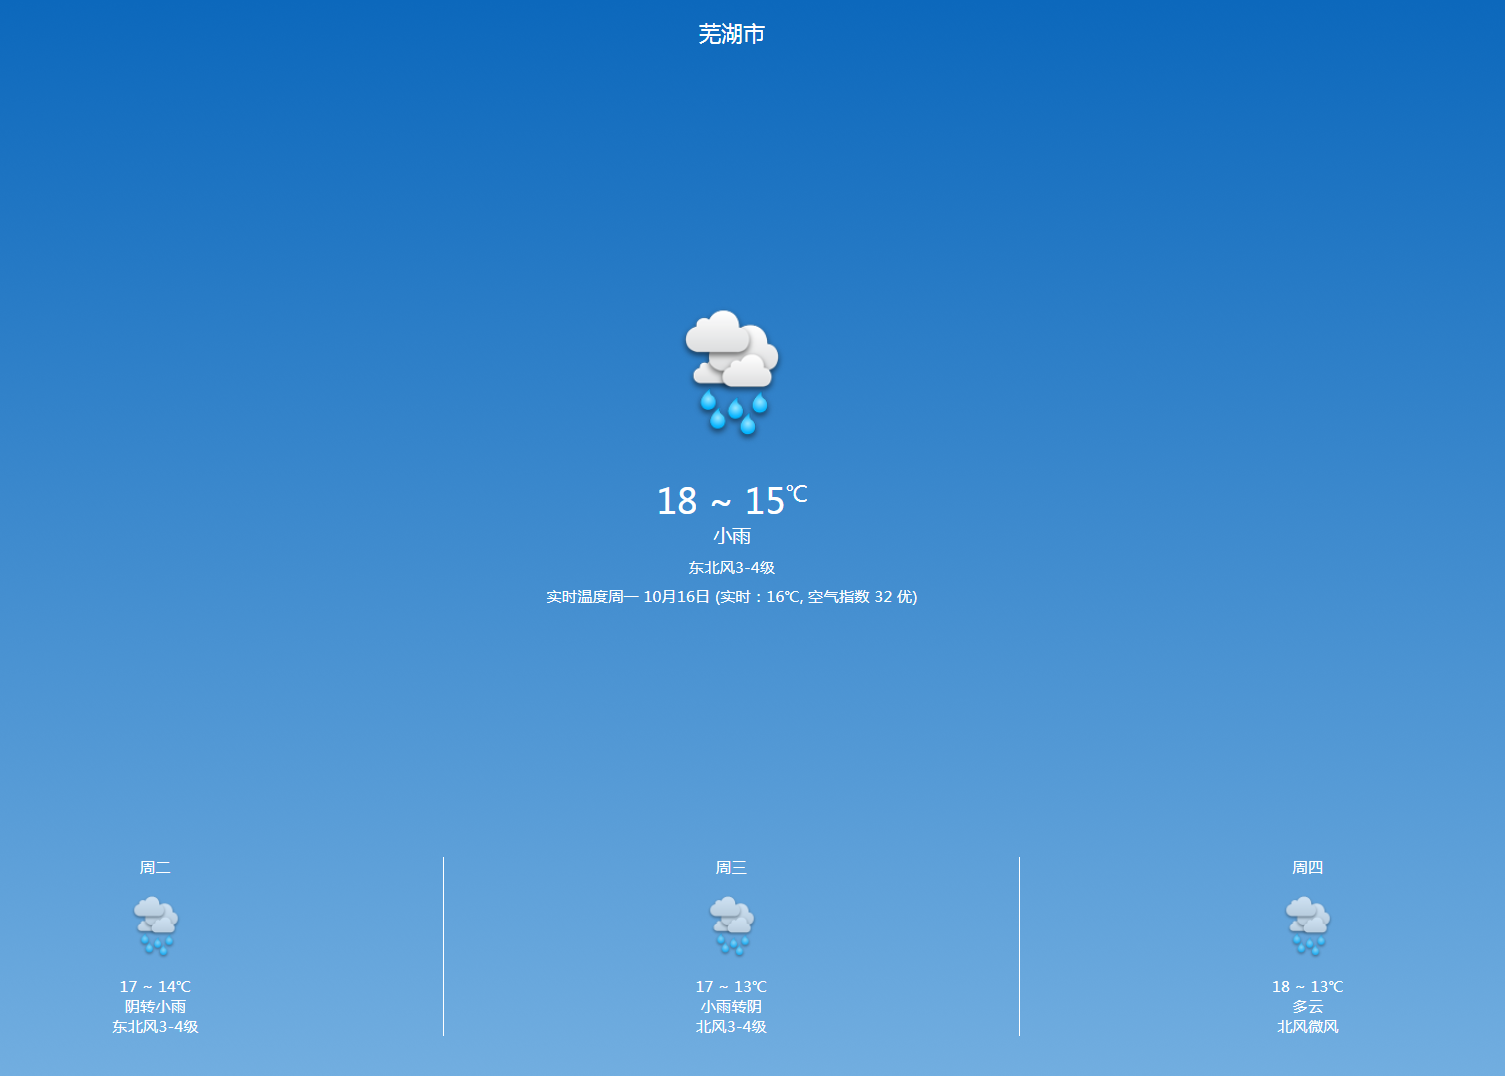 芜湖市
18 ~ 15℃
小雨
东北风3-4级
实时温度周一 10月16日 (实时：16℃, 空气指数 32 优)
周二
17 ~ 14℃
阴转小雨
东北风3-4级
周三
17 ~ 13℃
小雨转阴
北风3-4级
周四
18 ~ 13℃
多云
北风微风